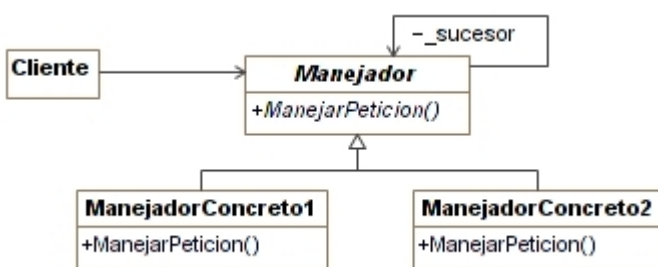 −_sucesor
Cliente
Manejador
+ManejarPeticion()
ManejadorConcreto1
+ManejarPeticion()
ManejadorConcreto2
+ManejarPeticion()